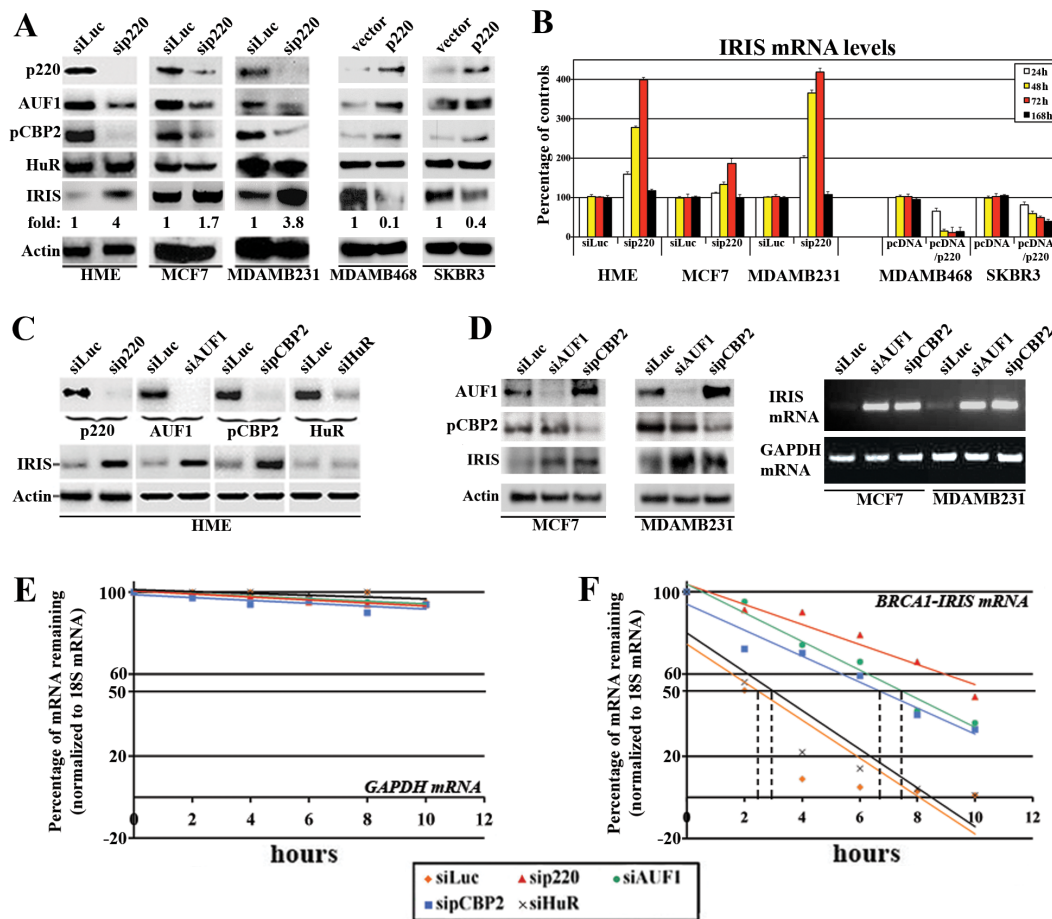 A
siLuc sip220 siLuc sip220 siLuc sip220 vector p220 vector p220
p220
AUF1
pCBP2
HuR
IRIS
fold: 1 4 1 1.7 1 3.8 1 0.1 1 0.4
Actin
HME MCF7 MDAMB231 MDAMB468 SKBR3
B
IRIS mRNA levels
Percentage of controls
400
300
200
100
0
24h
48h
72h
168h
siLuc sip220 siLuc sip220 siLuc sip220 pcDNA pcDNA/p220 pcDNA pcDNA/p220
HME MCF7 MDAMB231 MDAMB468 SKBR3
C
siLuc sip220 siLuc siAUF1 siLuc sipCBP2 siLuc siHuR
p220 AUF1 pCBP2 HuR
IRIS
Actin
HME
D
siLuc siAUF1 sipCBP2 siLuc siAUF1 sipCBP2
AUF1
pCBP2
IRIS
Actin
MCF7 MDAMB231
siLuc siAUF1 sipCBP2 siLuc siAUF1 sipCBP2
IRIS
mRNA
GAPDH
mRNA
MCF7 MDAMB231
E
Percentage of mRNA remaining
(normalized to 18S mRNA)
100
60
50
20
-20
GAPDH mRNA
0 2 4 6 8 10 12
hours
F
Percentage of mRNA remaining
(normalized to 18S mRNA)
100
60
50
20
-20
BRCA1-IRIS mRNA
0 2 4 6 8 10 12
hours
siLuc sip220 siAUF1
sipCBP2 siHuR